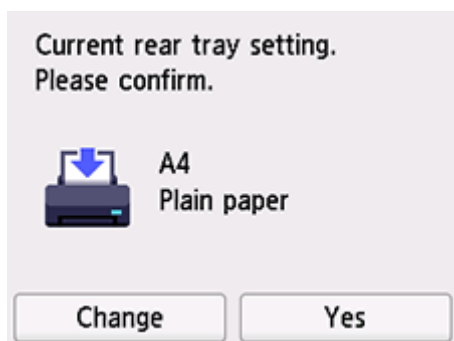 Current rear tray setting.
Please confirm.
A4
Plain paper
Change
Yes